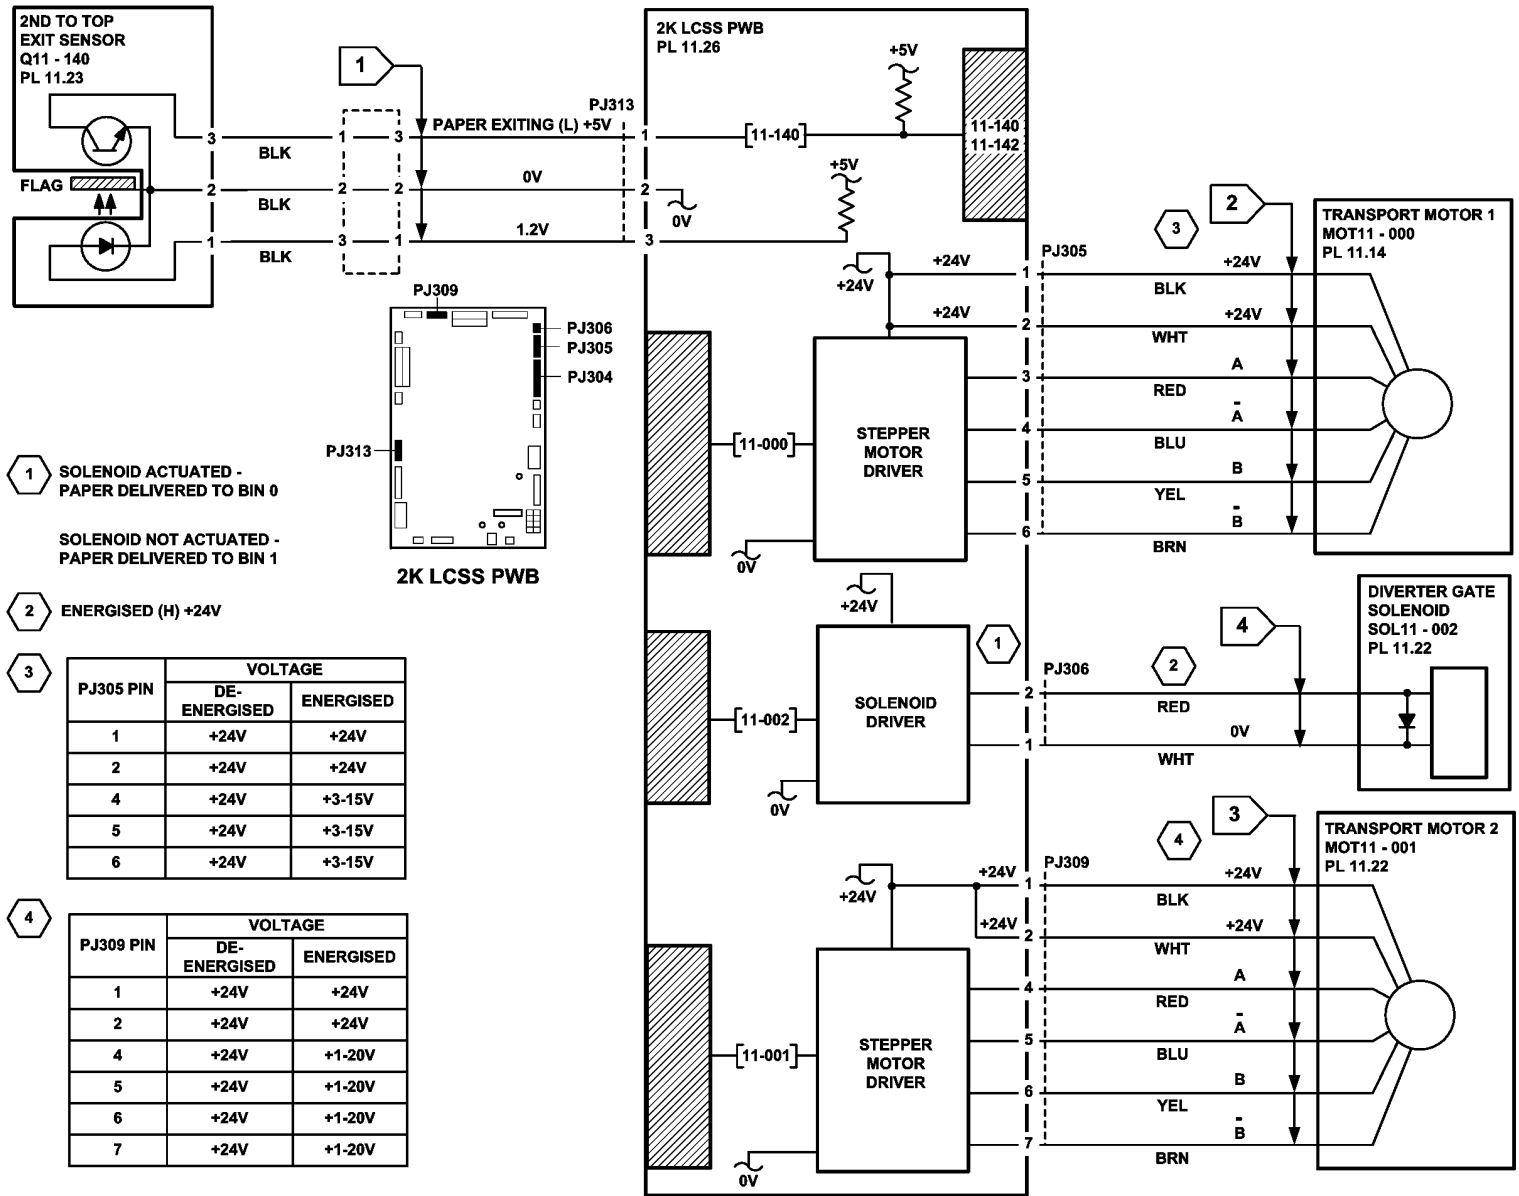 2ND TO TOP
EXIT SENSOR
Q11 - 140
PL 11.23
FLAG
3
2
1
BLK
BLK
BLK
1 3
2 2
3 1
1
PAPER EXITING (L) +5V
0V
1.2V
PJ313
1
2
3
0V
2K LCSS PWB
PL 11.26
+5V
[11-140]
11-140
11-142
+5V
PJ309
PJ306
PJ305
PJ304
PJ313
2K LCSS PWB
1 SOLENOID ACTUATED -
PAPER DELIVERED TO BIN 0
SOLENOID NOT ACTUATED -
PAPER DELIVERED TO BIN 1
2 ENERGISED (H) +24V
3
PJ305 PIN VOLTAGE
DE-
ENERGISED ENERGISED
1 +24V +24V
2 +24V +24V
4 +24V +3-15V
5 +24V +3-15V
6 +24V +3-15V
4
PJ309 PIN VOLTAGE
DE-
ENERGISED ENERGISED
1 +24V +24V
2 +24V +24V
4 +24V +1-20V
5 +24V +1-20V
6 +24V +1-20V
7 +24V +1-20V
+24V
[11-000]
STEPPER
MOTOR
DRIVER
0V
+24V
+24V
1
2
3
4
5
6
PJ305
3
2
+24V
BLK
+24V
WHT
A
RED
-
A
BLU
B
YEL
-
B
BRN
TRANSPORT MOTOR 1
MOT11 - 000
PL 11.14
+24V
[11-002]
SOLENOID
DRIVER
0V
1
2
1
PJ306
2
4
RED
0V
WHT
DIVERTER GATE
SOLENOID
SOL11 - 002
PL 11.22
+24V
[11-001]
STEPPER
MOTOR
DRIVER
0V
+24V
+24V
1
2
4
5
6
7
PJ309
4
3
+24V
BLK
+24V
WHT
A
RED
-
A
BLU
B
YEL
-
B
BRN
TRANSPORT MOTOR 2
MOT11 - 001
PL 11.22